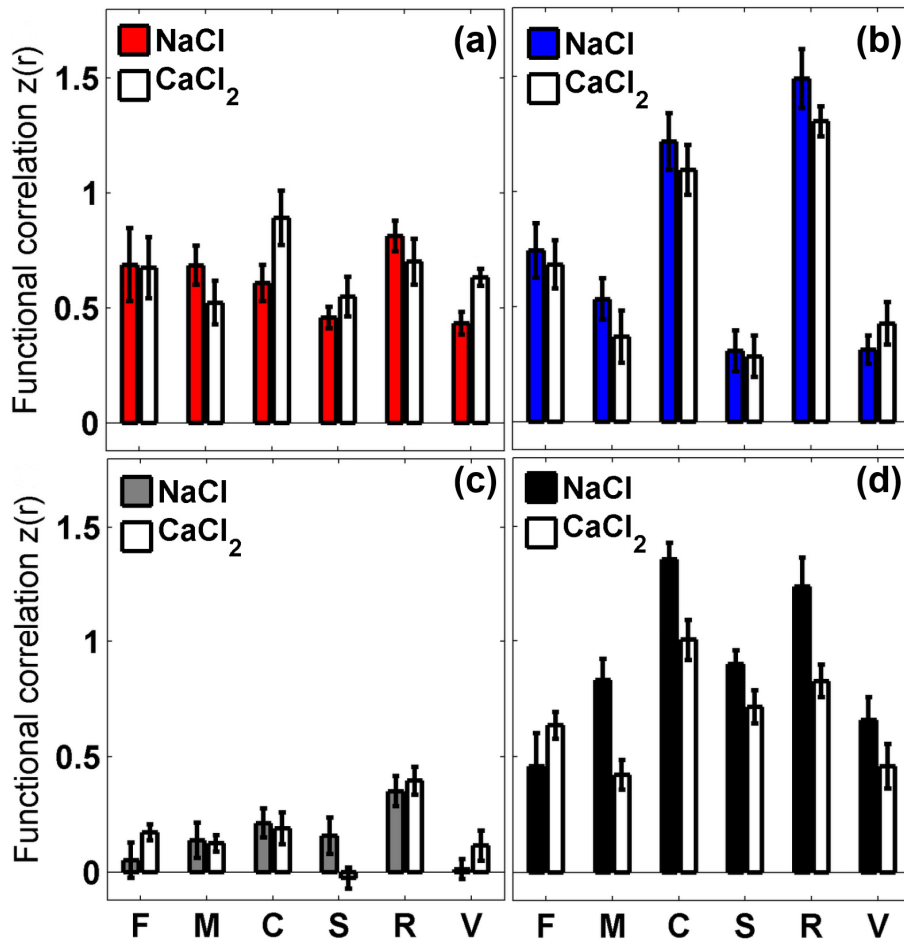 (a)
NaCl
CaCl₂
Functional correlation z(r)
1.5
1
0.5
0
(b)
NaCl
CaCl₂
(c)
NaCl
CaCl₂
Functional correlation z(r)
1.5
1
0.5
0
F M C S R V
(d)
NaCl
CaCl₂
F M C S R V